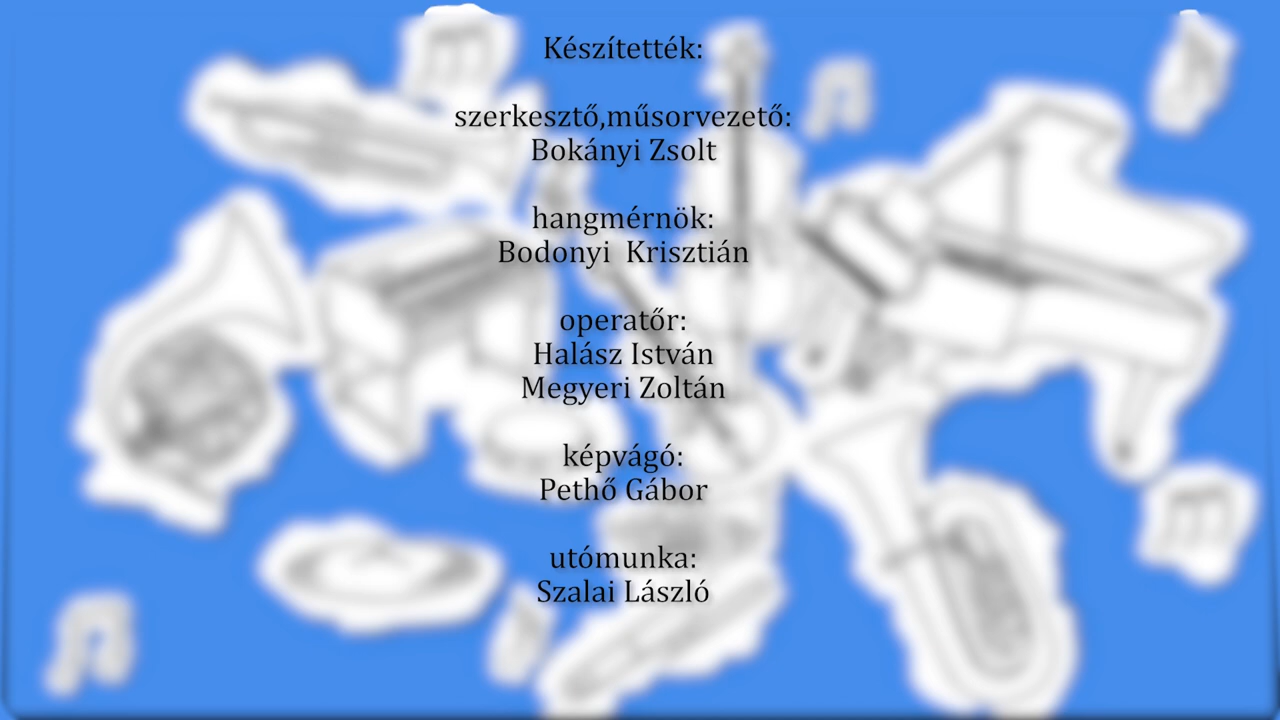 Készítették:
szerkesztő,műsorvezető:
Bokányi Zsolt
hangmérnök:
Bodonyi  Krisztián
operatőr:
Halász István
Megyeri Zoltán
képvágó:
Pethő Gábor
utómunka:
Szalai László